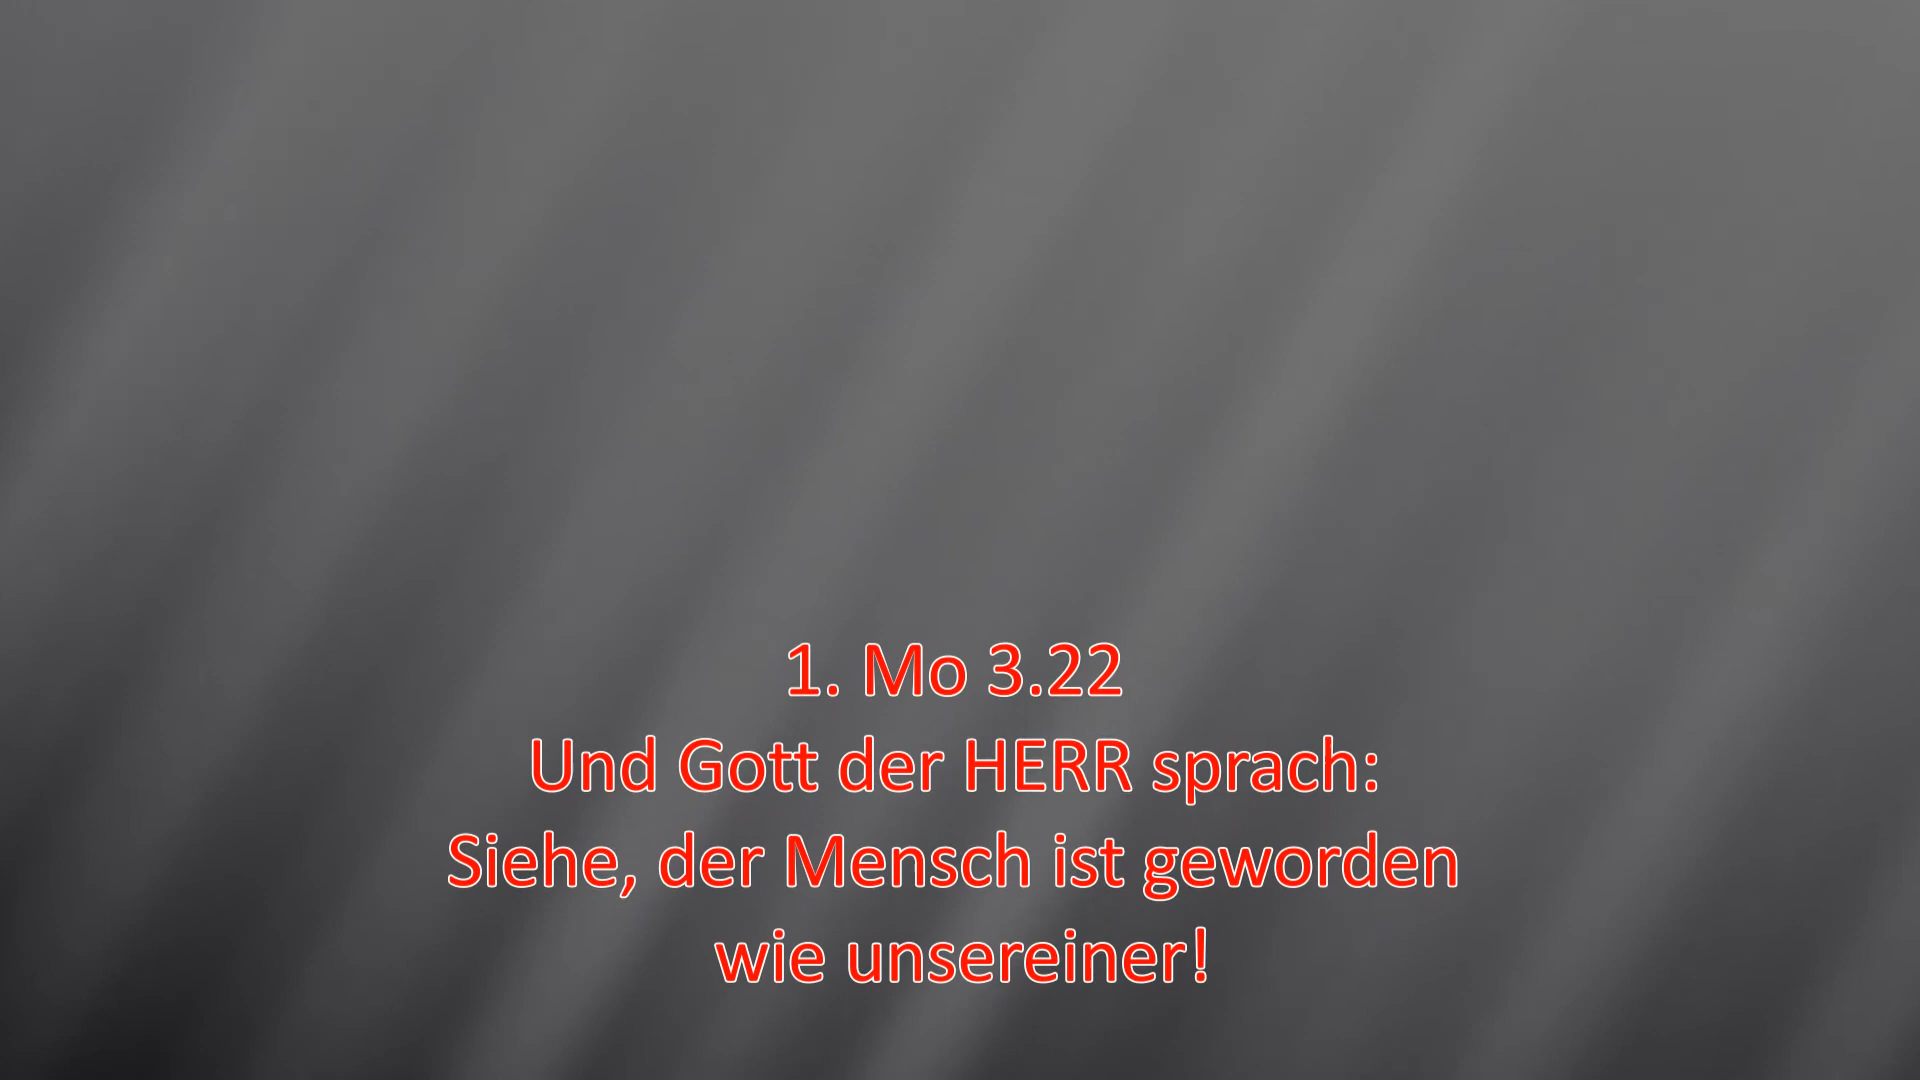 1. Mo 3.22
Und Gott der HERR sprach:
Siehe, der Mensch ist geworden
wie unsereiner!